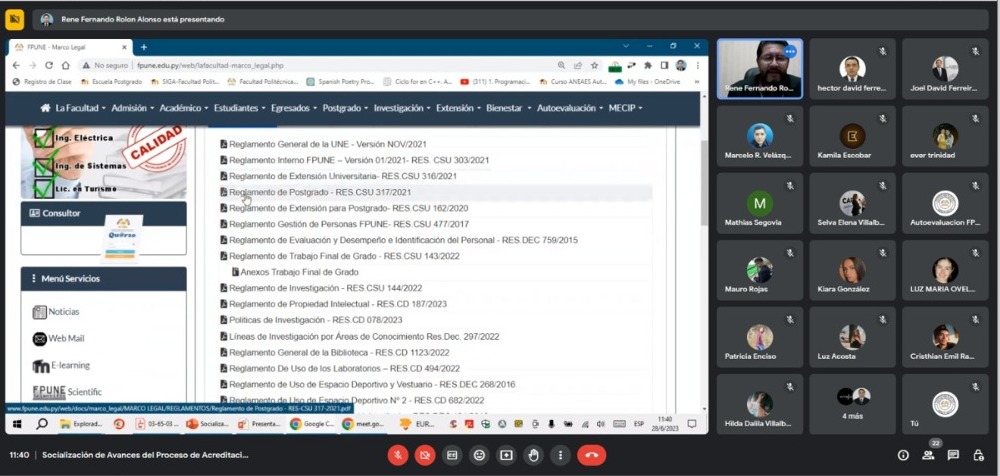 Rene Fernando Rolon Alonso está presentando
FPUNE - Marco Legal
No seguro | fpune.edu.py/web/lafacultad-marco_legal.php
Registro de Clase
Escuela Postgrado
SIGA-Facultad Polit...
Facultad Politécnica...
Spanish Poetry Pro...
Ciclo for en C++. A...
(311) 1. Programaci...
Curso ANEAES Aut...
My files - OneDrive
La Facultad
Admisión
Académico
Estudiantes
Egresados
Postgrado
Investigación
Extensión
Bienestar
Autoevaluación
MECIP
Ing. Eléctrica
Ing. de Sistemas
Lic. en Turismo
CALIDAD
Consultor
Menú Servicios
Noticias
Web Mail
E-learning
FPUNE Scientific
Reglamento General de la UNE - Versión NOV/2021
Reglamento Interno FPUNE – Versión 01/2021- RES. CSU 303/2021
Reglamento de Extensión Universitaria- RES.CSU 316/2021
Reglamento de Postgrado - RES.CSU 317/2021
Reglamento de Extensión para Postgrado- RES.CSU 162/2020
Reglamento Gestión de Personas FPUNE- RES.CSU 477/2017
Reglamento de Evaluación y Desempeño e Identificación del Personal - RES.DEC 759/2015
Reglamento de Trabajo Final de Grado - RES.CSU 143/2022
Anexos Trabajo Final de Grado
Reglamento de Investigación - RES.CSU 144/2022
Reglamento de Propiedad Intelectual - RES.CD 187/2023
Políticas de Investigación - RES.CD 078/2023
Líneas de Investigación por Áreas de Conocimiento Res.Dec. 297/2022
Reglamento General de la Biblioteca - RES.CD 1123/2022
Reglamento De Uso de los Laboratorios – RES.CD 494/2022
Reglamento de Uso de Espacio Deportivo y Vestuario - RES.DEC 268/2016
Reglamento de Uso de Espacio Deportivo N° 2 - RES.CD 682/2022
www.fpune.edu.py/web/docs/marco_legal/MARCO LEGAL/REGLAMENTOS/Reglamento de Postgrado - RES-CSU 317-2021.pdf
Explorad...
03-65-03 ...
Socializa...
Presenta...
Google C...
meet.go...
EUR...
ESP
11:40
28/6/2023
Rene Fernando Ro...
hector david ferre...
Joel David Ferreir...
Marcelo R. Velázq...
Kamila Escobar
ever trinidad
Mathias Segovia
Selva Elena Villalb...
Autoevaluacion FP...
Mauro Rojas
Kiara González
LUZ MARIA OVEL...
Patricia Enciso
Luz Acosta
Cristhian Emil Ra...
Hilda Dalila Villalb...
4 más
Tú
11:40 | Socialización de Avances del Proceso de Acreditaci...
22